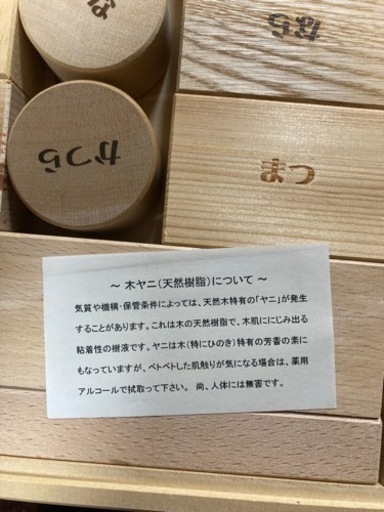 な
なら
かつら
まつ
～ 木ヤニ（天然樹脂）について ～
気質や機構・保管条件によっては、天然木特有の「ヤニ」が発生
することがあります。これは木の天然樹脂で、木肌ににじみ出る
粘着性の樹液です。ヤニは木（特にひのき）特有の芳香の素に
もなっていますが、ベトベトした肌触りが気になる場合は、薬用
アルコールで拭取って下さい。 尚、人体には無害です。